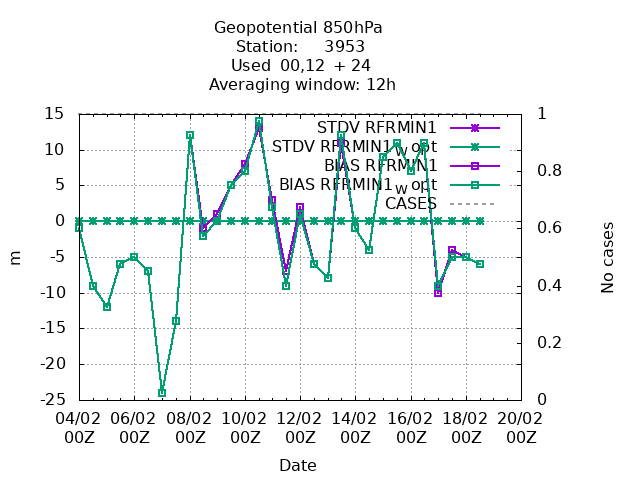 Geopotential 850hPa
Station: 3953
Used 00,12 + 24
Averaging window: 12h
15 1
STDV RFRMIN1
STDV RFRMIN1w opt
10
BIAS RFRMIN1
0.8
BIAS RFRMIN1w opt
5
CASES
0 0.6
-5
m No cases
-10 0.4
-15
0.2
-20
-25 0
04/02 06/02 08/02 10/02 12/02 14/02 16/02 18/02 20/02
00Z 00Z 00Z 00Z 00Z 00Z 00Z 00Z 00Z
Date